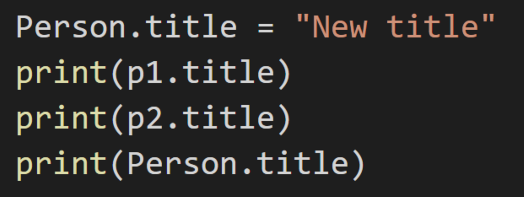 Person.title = "New title"
print(p1.title)
print(p2.title)
print(Person.title)